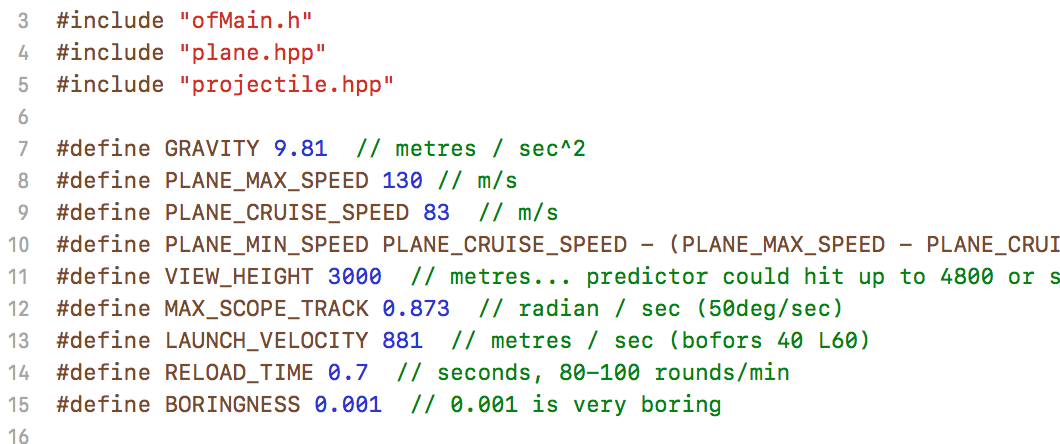 3 #include "ofMain.h"
4 #include "plane.hpp"
5 #include "projectile.hpp"
6
7 #define GRAVITY 9.81  // metres / sec^2
8 #define PLANE_MAX_SPEED 130 // m/s
9 #define PLANE_CRUISE_SPEED 83  // m/s
10 #define PLANE_MIN_SPEED PLANE_CRUISE_SPEED - (PLANE_MAX_SPEED - PLANE_CRUI
11 #define VIEW_HEIGHT 3000  // metres... predictor could hit up to 4800 or s
12 #define MAX_SCOPE_TRACK 0.873  // radian / sec (50deg/sec)
13 #define LAUNCH_VELOCITY 881  // metres / sec (bofors 40 L60)
14 #define RELOAD_TIME 0.7  // seconds, 80-100 rounds/min
15 #define BORINGNESS 0.001  // 0.001 is very boring
16